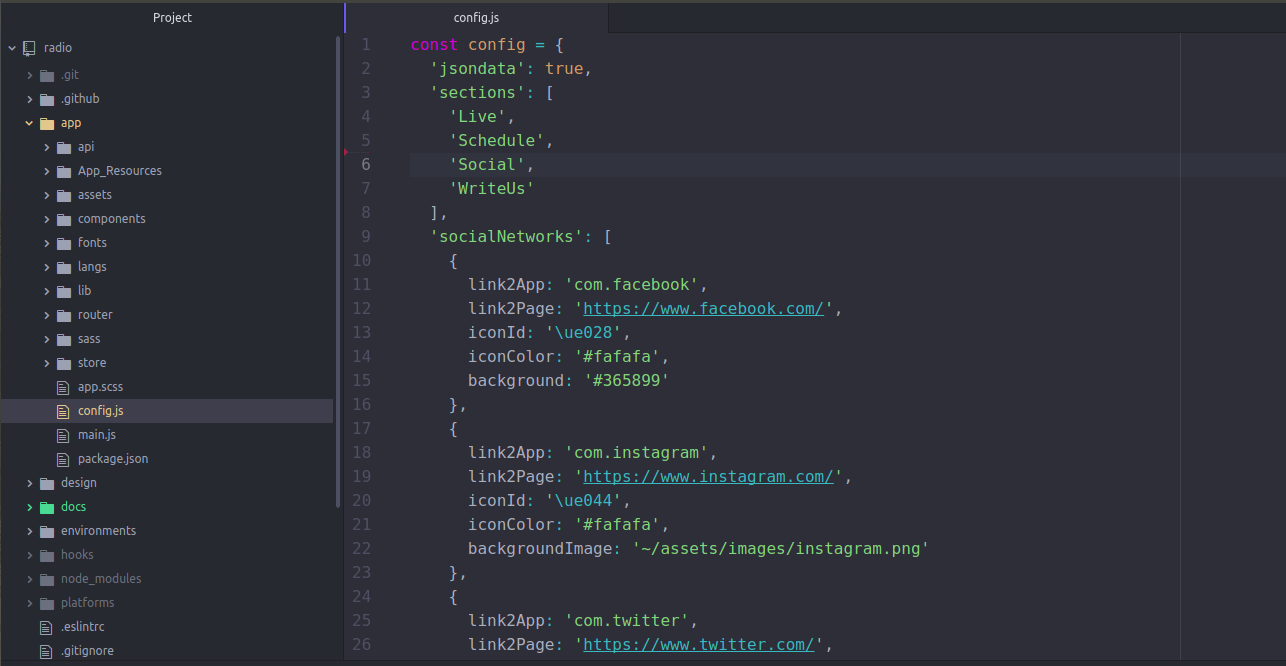 Project
radio
.git
.github
app
api
App_Resources
assets
components
fonts
langs
lib
router
sass
store
app.scss
config.js
main.js
package.json
design
docs
environments
hooks
node_modules
platforms
.eslintrc
.gitignore
config.js
1 const config = {
2 'jsondata': true,
3 'sections': [
4 'Live',
5 'Schedule',
6 'Social',
7 'WriteUs'
8 ],
9 'socialNetworks': [
10 {
11 link2App: 'com.facebook',
12 link2Page: 'https://www.facebook.com/',
13 iconId: '\ue028',
14 iconColor: '#fafafa',
15 background: '#365899'
16 },
17 {
18 link2App: 'com.instagram',
19 link2Page: 'https://www.instagram.com/',
20 iconId: '\ue044',
21 iconColor: '#fafafa',
22 backgroundImage: '~/assets/images/instagram.png'
23 },
24 {
25 link2App: 'com.twitter',
26 link2Page: 'https://www.twitter.com/',